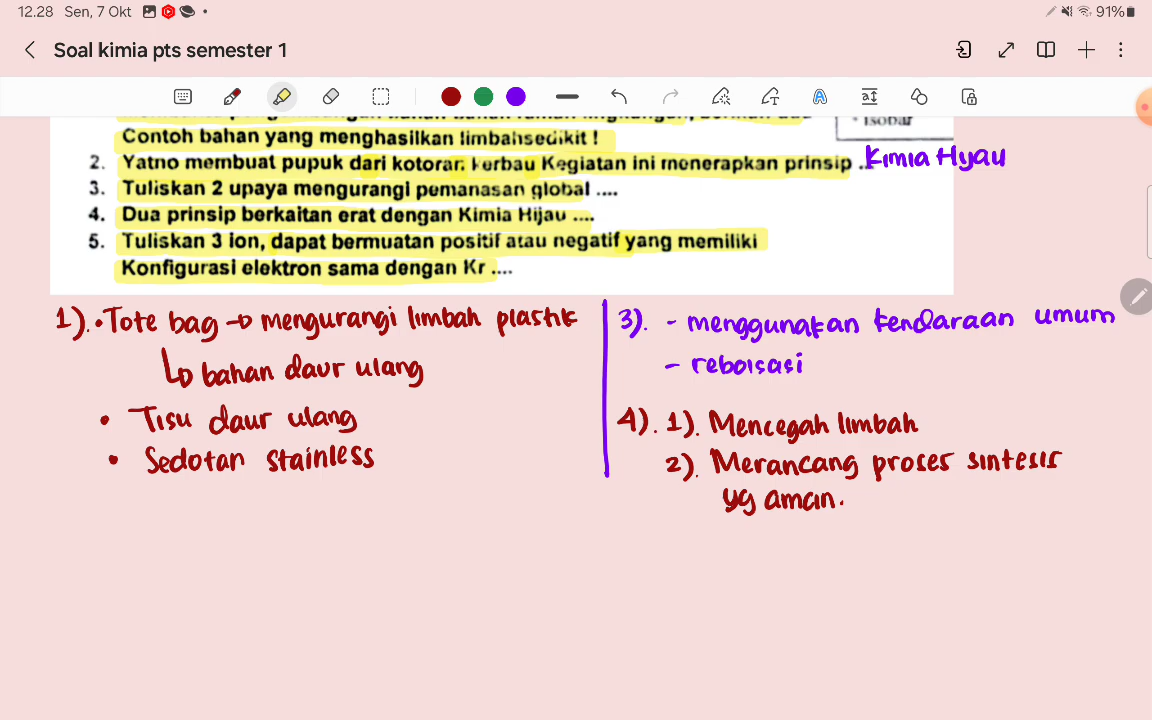 12.28 Sen, 7 Okt 91%
Soal kimia pts semester 1
Isobar
Contoh bahan yang menghasilkan limbahsedikit !
2. Yatno membuat pupuk dari kotoran kerbau Kegiatan ini menerapkan prinsip ... Kimia Hijau
3. Tuliskan 2 upaya mengurangi pemanasan global ....
4. Dua prinsip berkaitan erat dengan Kimia Hijau ....
5. Tuliskan 3 ion, dapat bermuatan positif atau negatif yang memiliki
Konfigurasi elektron sama dengan Kr ....
1). • Tote bag → mengurangi limbah plastik
↳ bahan daur ulang
• Tisu daur ulang
• Sedotan stainless
3). - menggunakan kendaraan umum
- reboisasi
4). 1). Mencegah limbah
2). Merancang proses sintesis
yg aman.